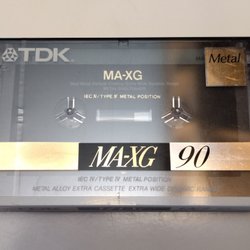 TDK
MA-XG
Metal
IEC IV/TYPE IV METAL POSITION
MA-XG 90
IEC IV/TYPE IV METAL POSITION
METAL ALLOY EXTRA CASSETTE EXTRA WIDE DYNAMIC RANGE